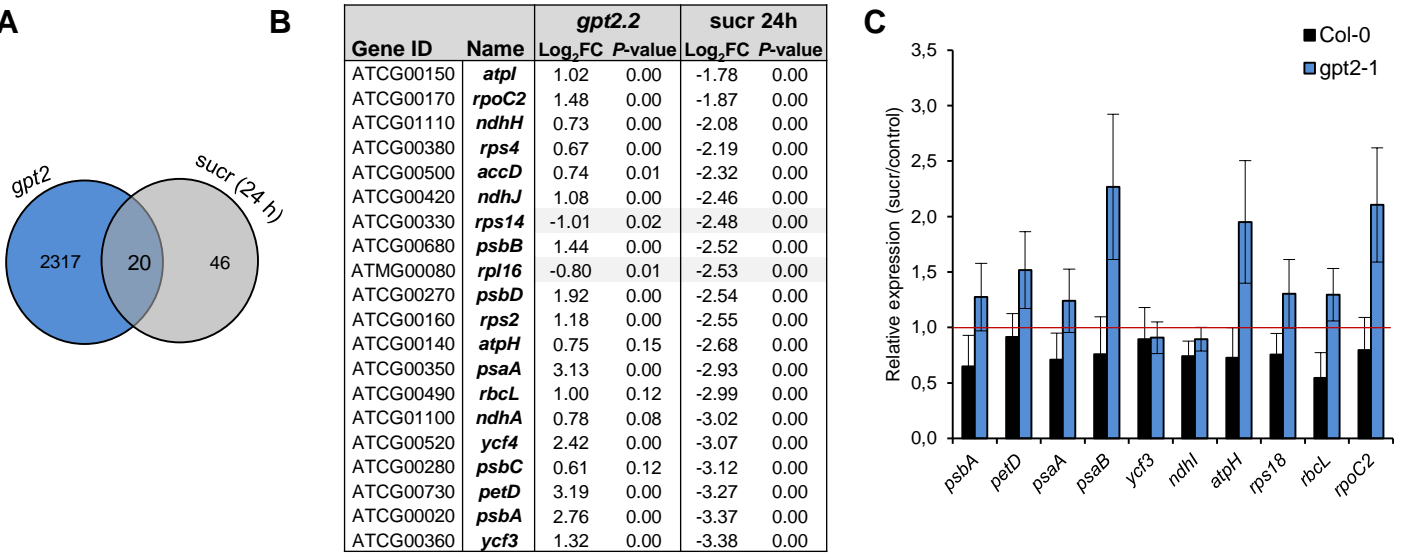 A
gpt2
sucr (24 h)
2317
20
46
B
gpt2.2 sucr 24h
Gene ID Name Log2FC P-value Log2FC P-value
ATCG00150 atpI 1.02 0.00 -1.78 0.00
ATCG00170 rpoC2 1.48 0.00 -1.87 0.00
ATCG01110 ndhH 0.73 0.00 -2.08 0.00
ATCG00380 rps4 0.67 0.00 -2.19 0.00
ATCG00500 accD 0.74 0.01 -2.32 0.00
ATCG00420 ndhJ 1.08 0.00 -2.46 0.00
ATCG00330 rps14 -1.01 0.02 -2.48 0.00
ATCG00680 psbB 1.44 0.00 -2.52 0.00
ATMG00080 rpl16 -0.80 0.01 -2.53 0.00
ATCG00270 psbD 1.92 0.00 -2.54 0.00
ATCG00160 rps2 1.18 0.00 -2.55 0.00
ATCG00140 atpH 0.75 0.15 -2.68 0.00
ATCG00350 psaA 3.13 0.00 -2.93 0.00
ATCG00490 rbcL 1.00 0.12 -2.99 0.00
ATCG01100 ndhA 0.78 0.08 -3.02 0.00
ATCG00520 ycf4 2.42 0.00 -3.07 0.00
ATCG00280 psbC 0.61 0.12 -3.12 0.00
ATCG00730 petD 3.19 0.00 -3.27 0.00
ATCG00020 psbA 2.76 0.00 -3.37 0.00
ATCG00360 ycf3 1.32 0.00 -3.38 0.00
C
Col-0
gpt2-1
Relative expression (sucr/control)
3,5
3,0
2,5
2,0
1,5
1,0
0,5
0,0
psbA petD psaA psaB ycf3 ndhI atpH rps18 rbcL rpoC2